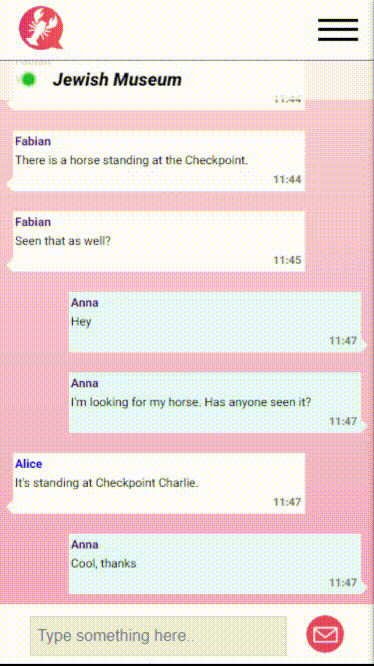 Jewish Museum
11:44
Fabian
There is a horse standing at the Checkpoint.
11:44
Fabian
Seen that as well?
11:45
Anna
Hey
11:47
Anna
I'm looking for my horse. Has anyone seen it?
11:47
Alice
It's standing at Checkpoint Charlie.
11:47
Anna
Cool, thanks
11:47
Type something here..